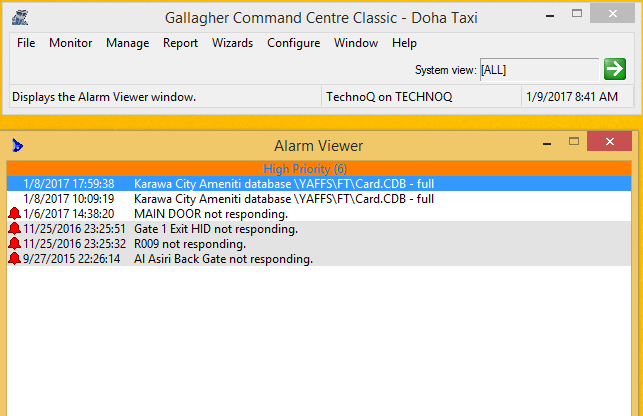 Gallagher Command Centre Classic - Doha Taxi
File Monitor Manage Report Wizards Configure Window Help
System view: [ALL]
Displays the Alarm Viewer window. TechnoQ on TECHNOQ 1/9/2017 8:41 AM
Alarm Viewer
High Priority (6)
1/8/2017 17:59:38 Karawa City Ameniti database \YAFFS\FT\Card.CDB - full
1/8/2017 10:09:19 Karawa City Ameniti database \YAFFS\FT\Card.CDB - full
1/6/2017 14:38:20 MAIN DOOR not responding.
11/25/2016 23:25:51 Gate 1 Exit HID not responding.
11/25/2016 23:25:32 R009 not responding.
9/27/2015 22:26:14 Al Asiri Back Gate not responding.